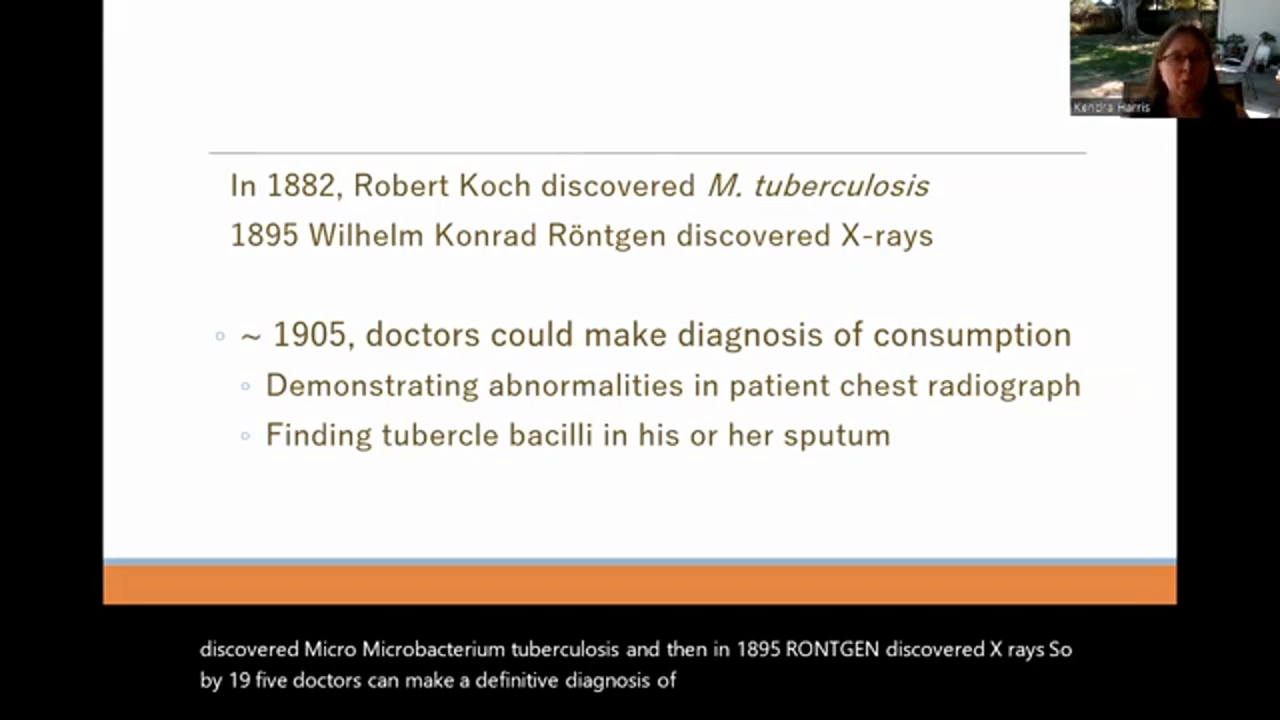 Kendra Harris
In 1882, Robert Koch discovered M. tuberculosis
1895 Wilhelm Konrad Röntgen discovered X-rays
~ 1905, doctors could make diagnosis of consumption
Demonstrating abnormalities in patient chest radiograph
Finding tubercle bacilli in his or her sputum
discovered Micro Microbacterium tuberculosis and then in 1895 RONTGEN discovered X rays So
by 19 five doctors can make a definitive diagnosis of